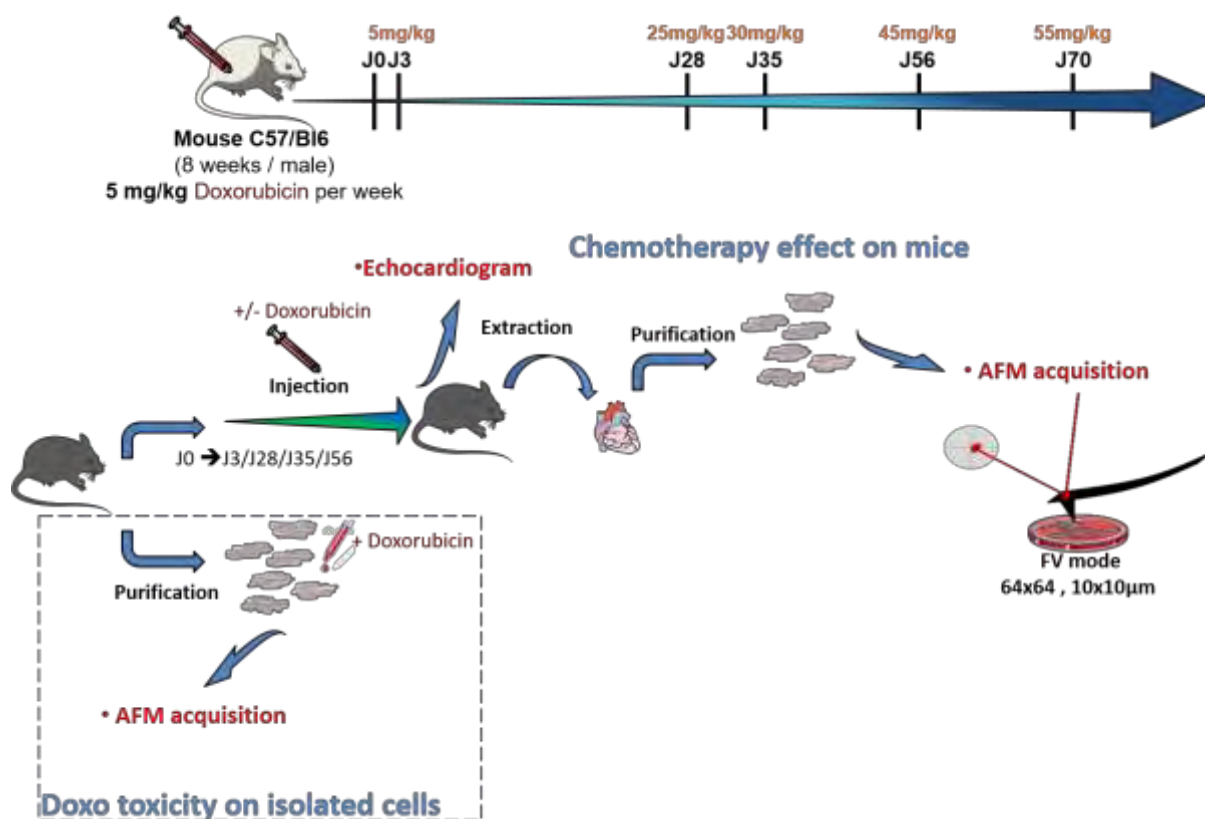 5mg/kg 25mg/kg 30mg/kg 45mg/kg 55mg/kg
J0 J3 J28 J35 J56 J70
Mouse C57/Bl6
(8 weeks / male)
5 mg/kg Doxorubicin per week
Chemotherapy effect on mice
•Echocardiogram
+/- Doxorubicin
Extraction
Purification
Injection
• AFM acquisition
J0 ➔ J3/J28/J35/J56
+ Doxorubicin
Purification
FV mode
64x64 , 10x10µm
• AFM acquisition
Doxo toxicity on isolated cells